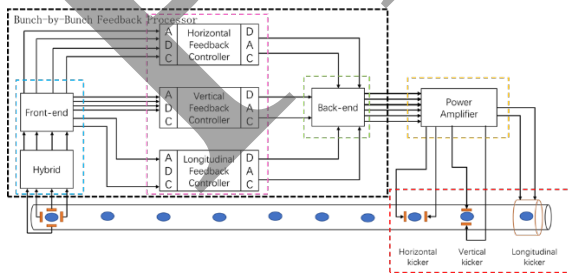 Bunch-by-Bunch Feedback Processor
A D C
Horizontal
Feedback
Controller
D A C
Front-end
A D C
Vertical
Feedback
Controller
D A C
Back-end
Power
Amplifier
Hybrid
A D C
Longitudinal
Feedback
Controller
D A C
Horizontal
kicker
Vertical
kicker
Longitudinal
kicker